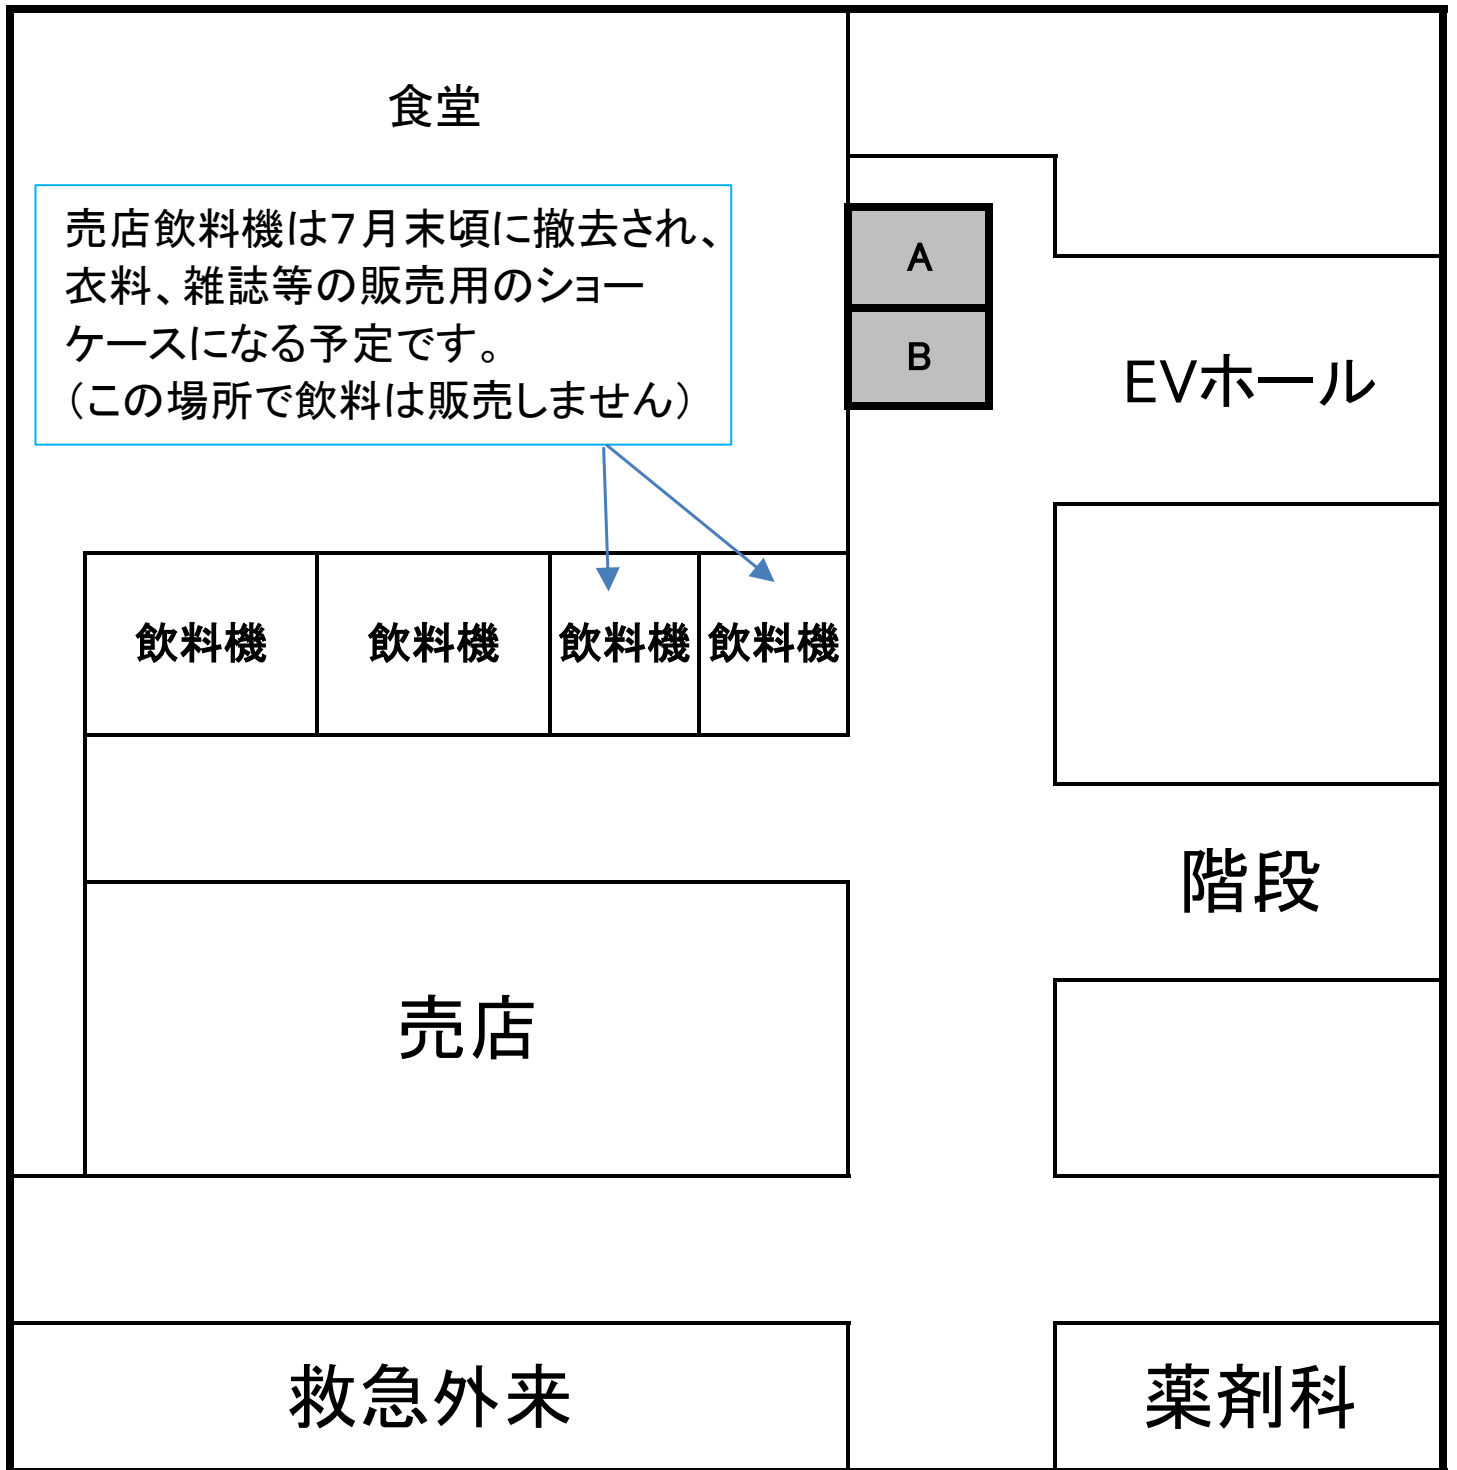 食堂
売店飲料機は7月末頃に撤去され、
衣料、雑誌等の販売用のショー
ケースになる予定です。
（この場所で飲料は販売しません）
A
B
EVホール
飲料機
飲料機
飲料機
飲料機
階段
売店
救急外来
薬剤科